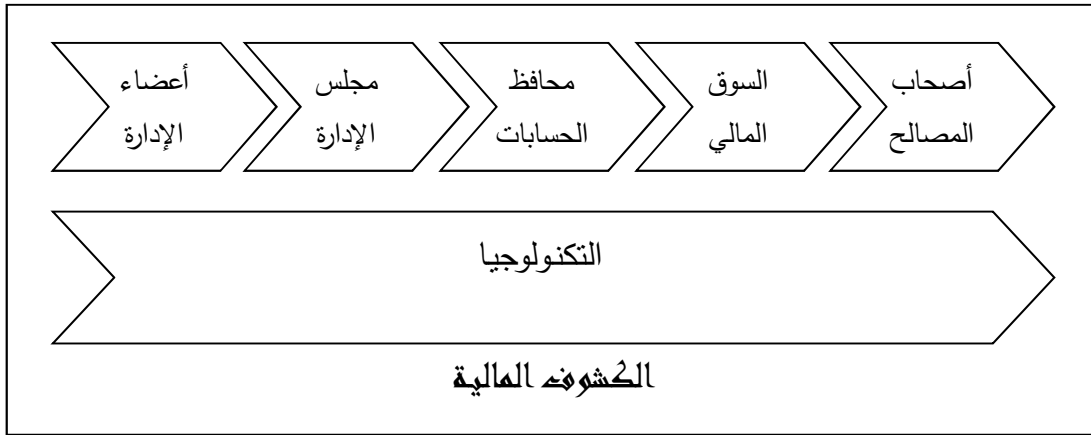 أعضاء
الإدارة
مجلس
الإدارة
محافظ
الحسابات
السوق
المالي
أصحاب
المصالح
التكنولوجيا
الكشوف المالية